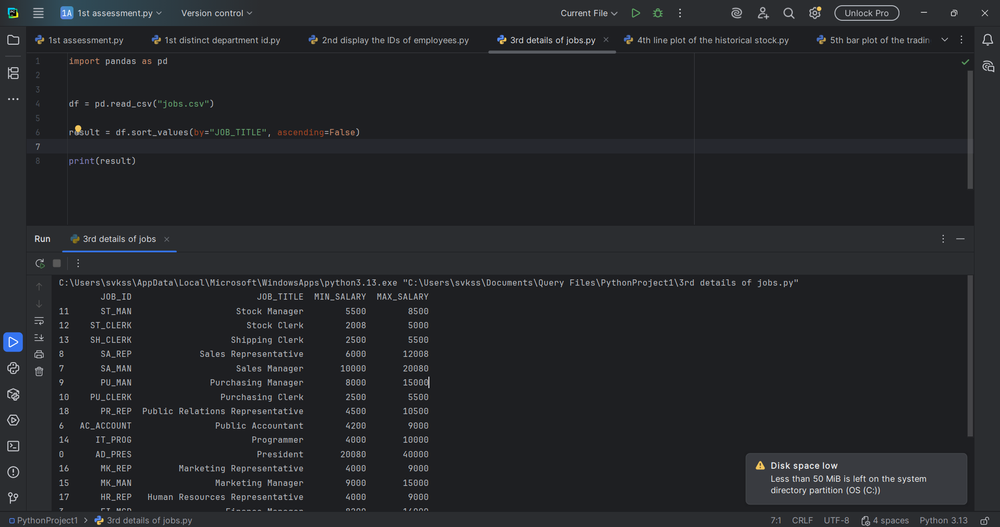 1A 1st assessment.py Version control Current File Unlock Pro
1st assessment.py 1st distinct department id.py 2nd display the IDs of employees.py 3rd details of jobs.py 4th line plot of the historical stock.py 5th bar plot of the tradin
1 import pandas as pd
2
3
4 df = pd.read_csv("jobs.csv")
5
6 result = df.sort_values(by="JOB_TITLE", ascending=False)
7
8 print(result)
Run 3rd details of jobs
C:\Users\svkss\AppData\Local\Microsoft\WindowsApps\python3.13.exe "C:\Users\svkss\Documents\Query Files\PythonProject1\3rd details of jobs.py"
JOB_ID JOB_TITLE MIN_SALARY MAX_SALARY
11 ST_MAN Stock Manager 5500 8500
12 ST_CLERK Stock Clerk 2008 5000
13 SH_CLERK Shipping Clerk 2500 5500
8 SA_REP Sales Representative 6000 12008
7 SA_MAN Sales Manager 10000 20080
9 PU_MAN Purchasing Manager 8000 15000
10 PU_CLERK Purchasing Clerk 2500 5500
18 PR_REP Public Relations Representative 4500 10500
6 AC_ACCOUNT Public Accountant 4200 9000
14 IT_PROG Programmer 4000 10000
0 AD_PRES President 20080 40000
16 MK_REP Marketing Representative 4000 9000
15 MK_MAN Marketing Manager 9000 15000
17 HR_REP Human Resources Representative 4000 9000
Disk space low
Less than 50 MiB is left on the system
directory partition (OS (C:))
PythonProject1 > 3rd details of jobs.py 7:1 CRLF UTF-8 4 spaces Python 3.13